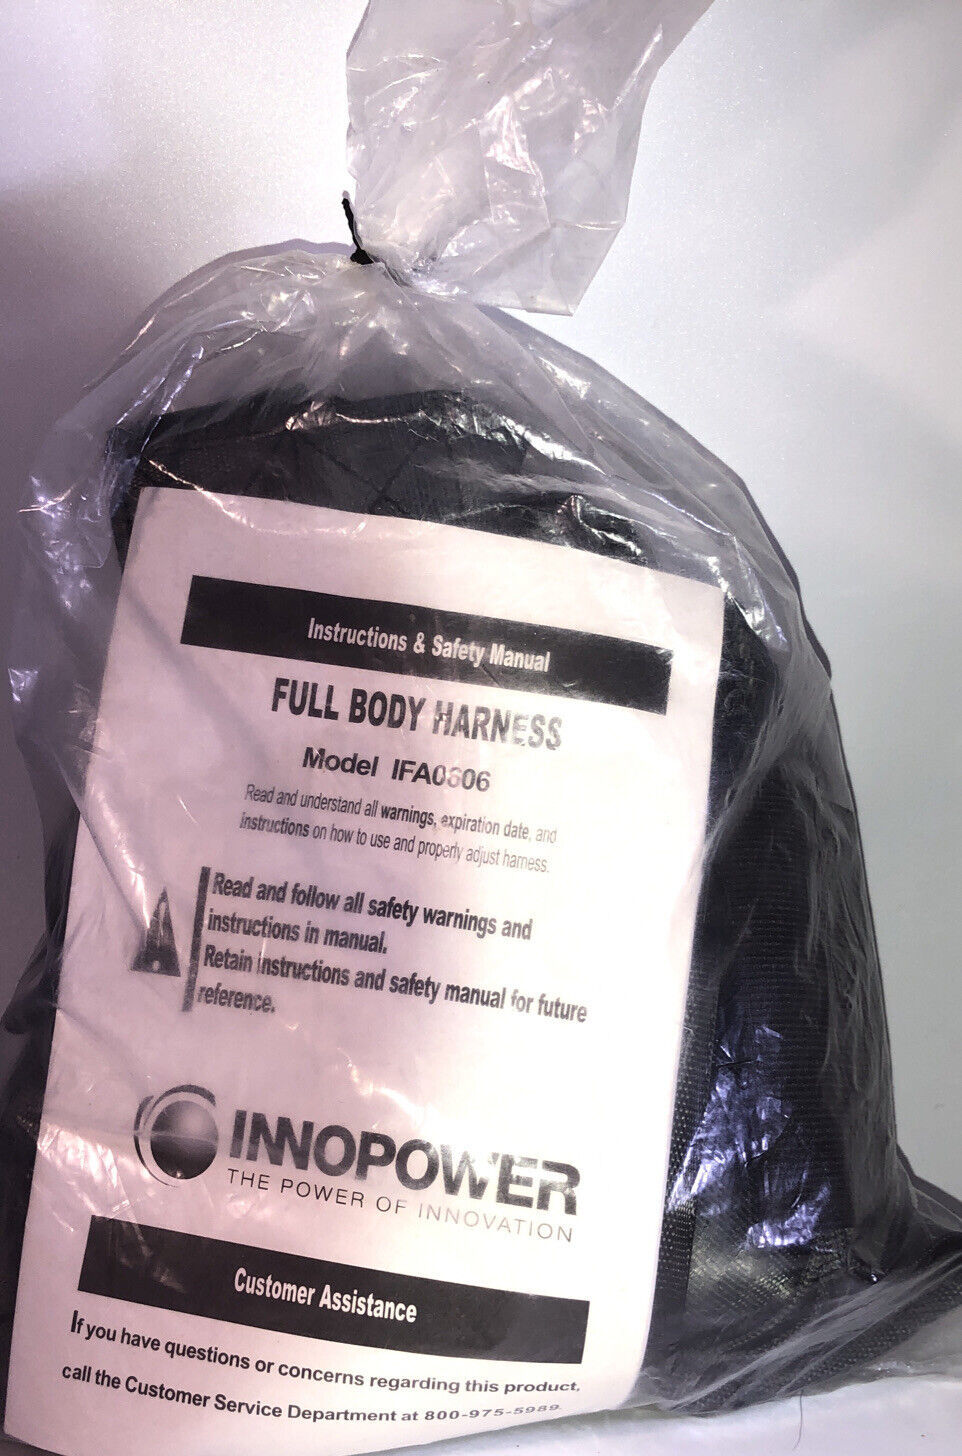 Instructions & Safety Manual
FULL BODY HARNESS
Model IFA0606
Read and understand all warnings, expiration date, and
instructions on how to use and properly adjust harness.
Read and follow all safety warnings and
instructions in manual.
Retain instructions and safety manual for future
reference.
INNOPOWER
THE POWER OF INNOVATION
Customer Assistance
If you have questions or concerns regarding this product,
call the Customer Service Department at 800-975-5989.